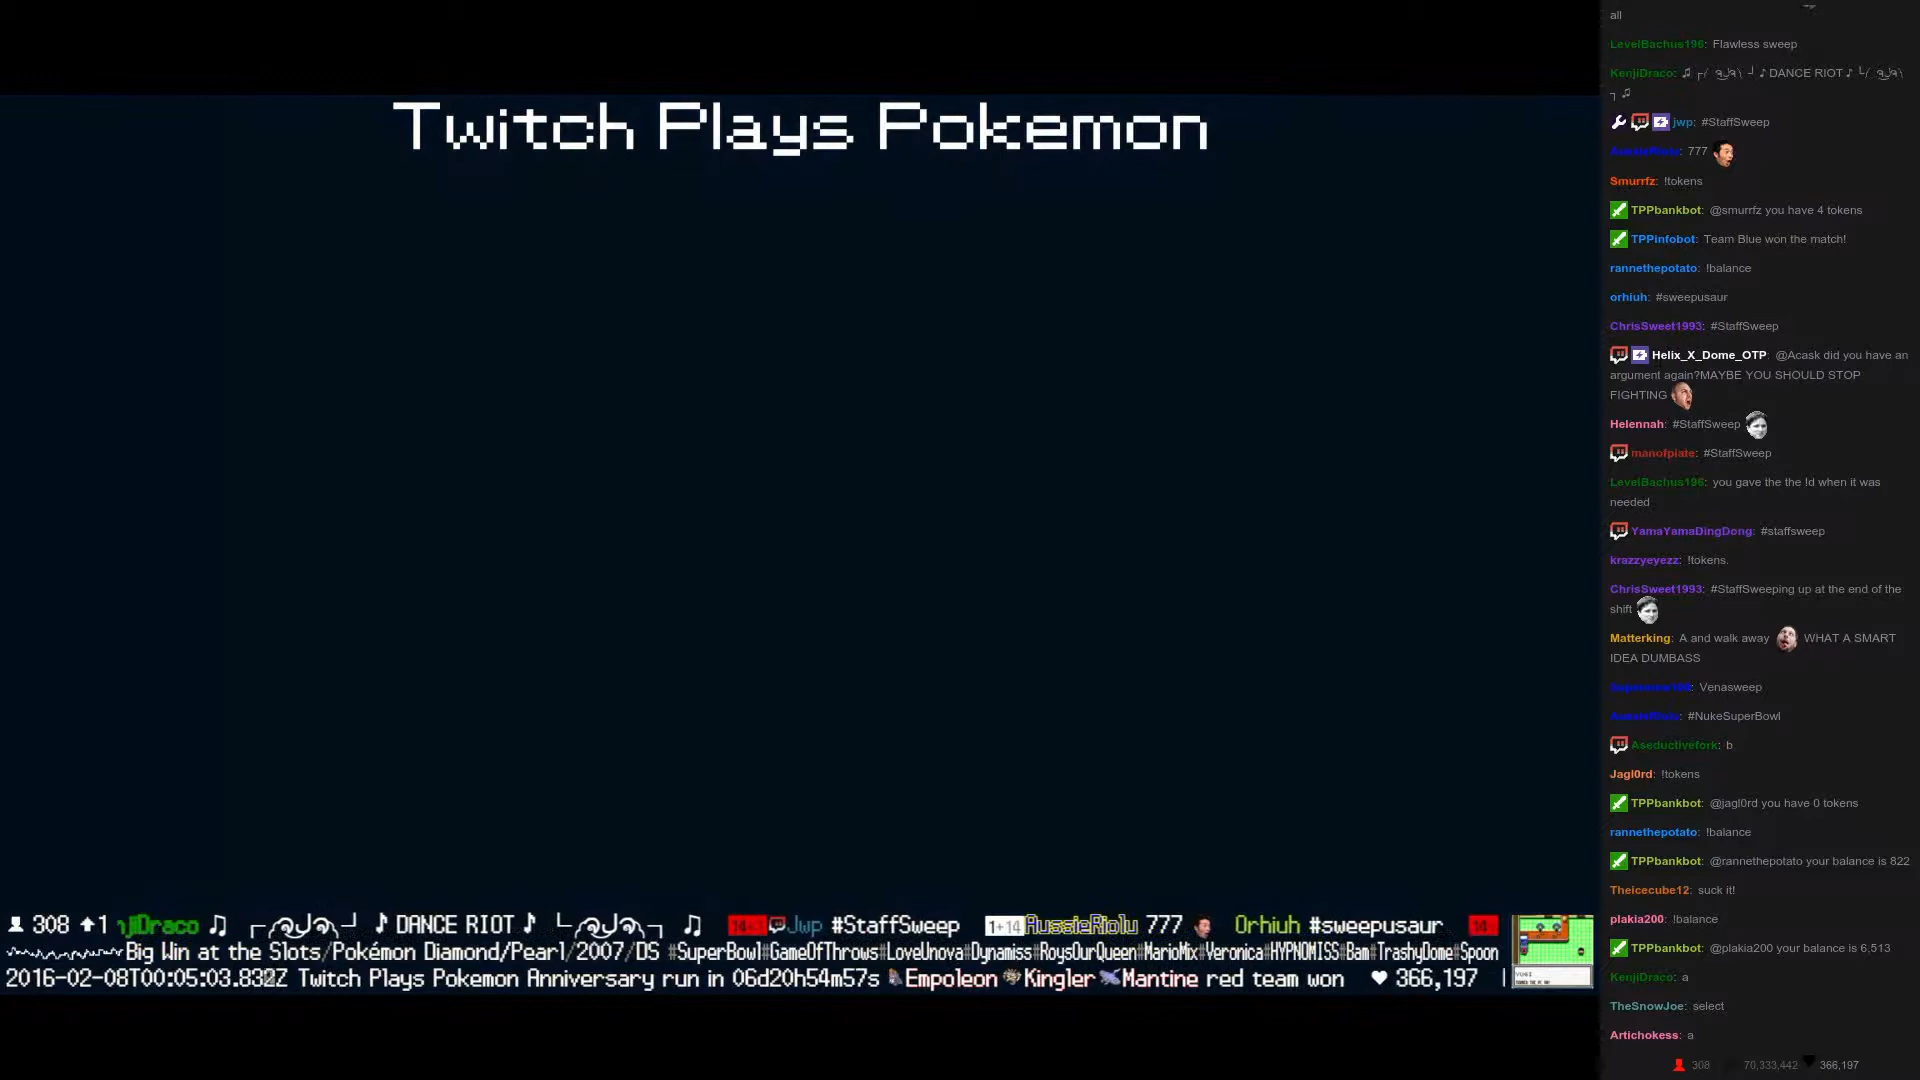 Twitch Plays Pokemon
308 1 jiDraco ♫ ┌༼ຈل͜ຈ༽┘ ♪ DANCE RIOT ♪ └༼ຈل͜ຈ༽┐ ♫ Jwp #StaffSweep 1+14 AussieRiolu 777 Orhiuh #sweepusaur
Big Win at the Slots/Pokémon Diamond/Pearl/2007/DS #SuperBowl#GameOfThrows#LoveUnova#Dynamiss#RoysOurQueen#MarioMix#Veronica#HYPNOMISS#Bam#TrashyDome#Spoon
Twitch Plays Pokemon Anniversary run in 06d20h54m57s Empoleon Kingler Mantine red team won ♥ 366,197
all
LevelBachus196: Flawless sweep
KenjiDraco: ♫ ┌༼ຈل͜ຈ༽┘ ♪ DANCE RIOT ♪ └༼ຈل͜ຈ༽
┐ ♫
jwp: #StaffSweep
AussieRiolu: 777
Smurrfz: !tokens
TPPbankbot: @smurrfz you have 4 tokens
TPPinfobot: Team Blue won the match!
rannethepotato: !balance
orhiuh: #sweepusaur
ChrisSweet1993: #StaffSweep
Helix_X_Dome_OTP: @Acask did you have an
argument again?MAYBE YOU SHOULD STOP
FIGHTING
Helennah: #StaffSweep
manofpiate: #StaffSweep
LevelBachus196: you gave the the !d when it was
needed
YamaYamaDingDong: #staffsweep
krazzyeyezz: !tokens.
ChrisSweet1993: #StaffSweeping up at the end of the
shift
Matterking: A and walk away WHAT A SMART
IDEA DUMBASS
: Venasweep
AussieRiolu: #NukeSuperBowl
Aseductivefork: b
Jagl0rd: !tokens
TPPbankbot: @jagl0rd you have 0 tokens
rannethepotato: !balance
TPPbankbot: @rannethepotato your balance is 822
Theicecube12: suck it!
plakia200: !balance
TPPbankbot: @plakia200 your balance is 6,513
KenjiDraco: a
TheSnowJoe: select
Artichokess: a
308 70,333,442 366,197